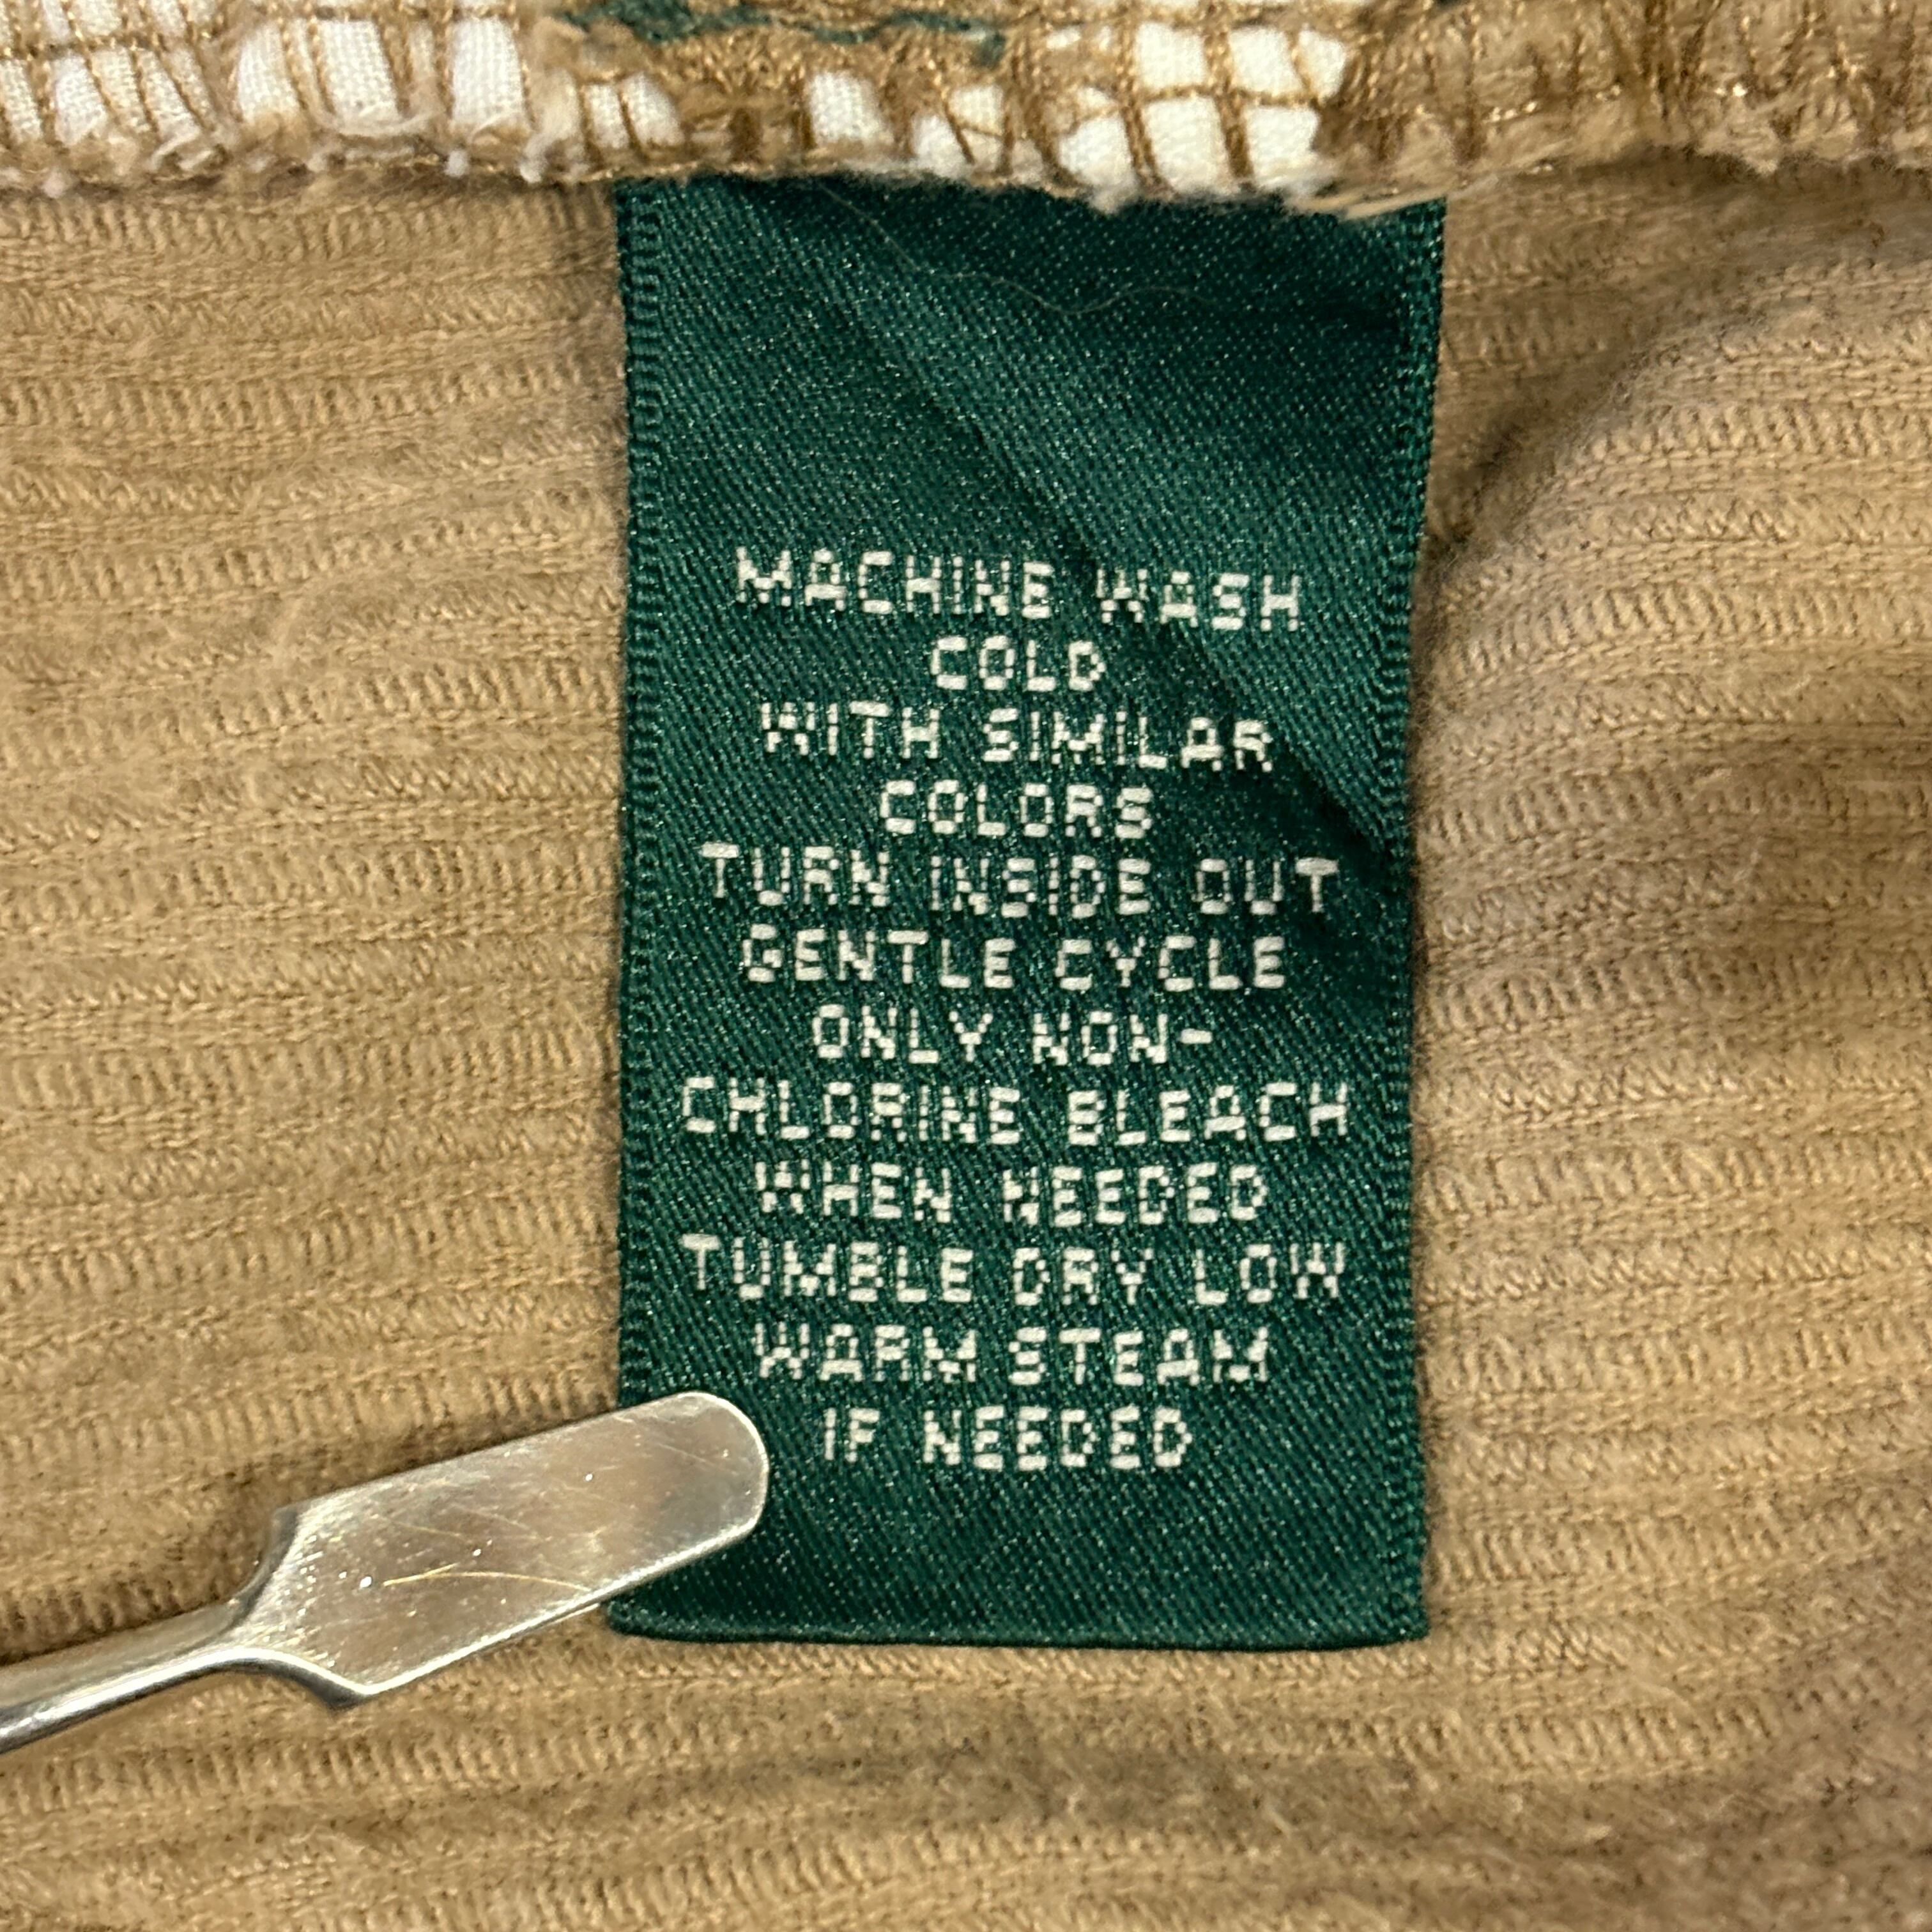 MACHINE WASH
COLD
WITH SIMILAR
COLORS
TURN INSIDE OUT
GENTLE CYCLE
ONLY NON-
CHLORINE BLEACH
WHEN NEEDED
TUMBLE DRY LOW
WARM STEAM
IF NEEDED